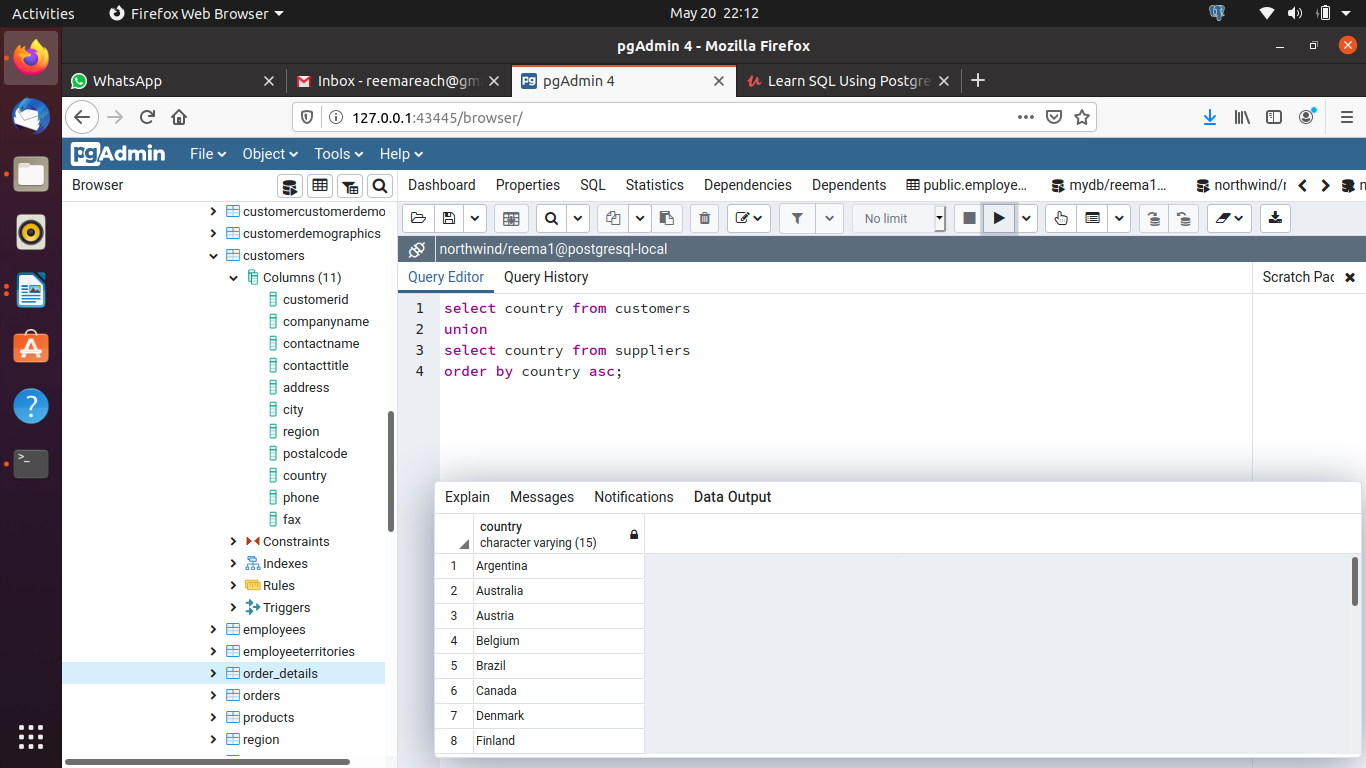 Activities
Firefox Web Browser
May 20 22:12
pgAdmin 4 - Mozilla Firefox
WhatsApp
Inbox - reemareach@gm
pgAdmin 4
Learn SQL Using Postgre
127.0.0.1:43445/browser/
pgAdmin
File
Object
Tools
Help
Browser
Dashboard
Properties
SQL
Statistics
Dependencies
Dependents
public.employe...
mydb/reema1...
northwind/r
customercustomerdemo
customerdemographics
customers
Columns (11)
customerid
companyname
contactname
contacttitle
address
city
region
postalcode
country
phone
fax
Constraints
Indexes
Rules
Triggers
employees
employeeterritories
order_details
orders
products
region
No limit
northwind/reema1@postgresql-local
Query Editor
Query History
Scratch Pac
1 select country from customers
2 union
3 select country from suppliers
4 order by country asc;
Explain
Messages
Notifications
Data Output
country
character varying (15)
1 Argentina
2 Australia
3 Austria
4 Belgium
5 Brazil
6 Canada
7 Denmark
8 Finland